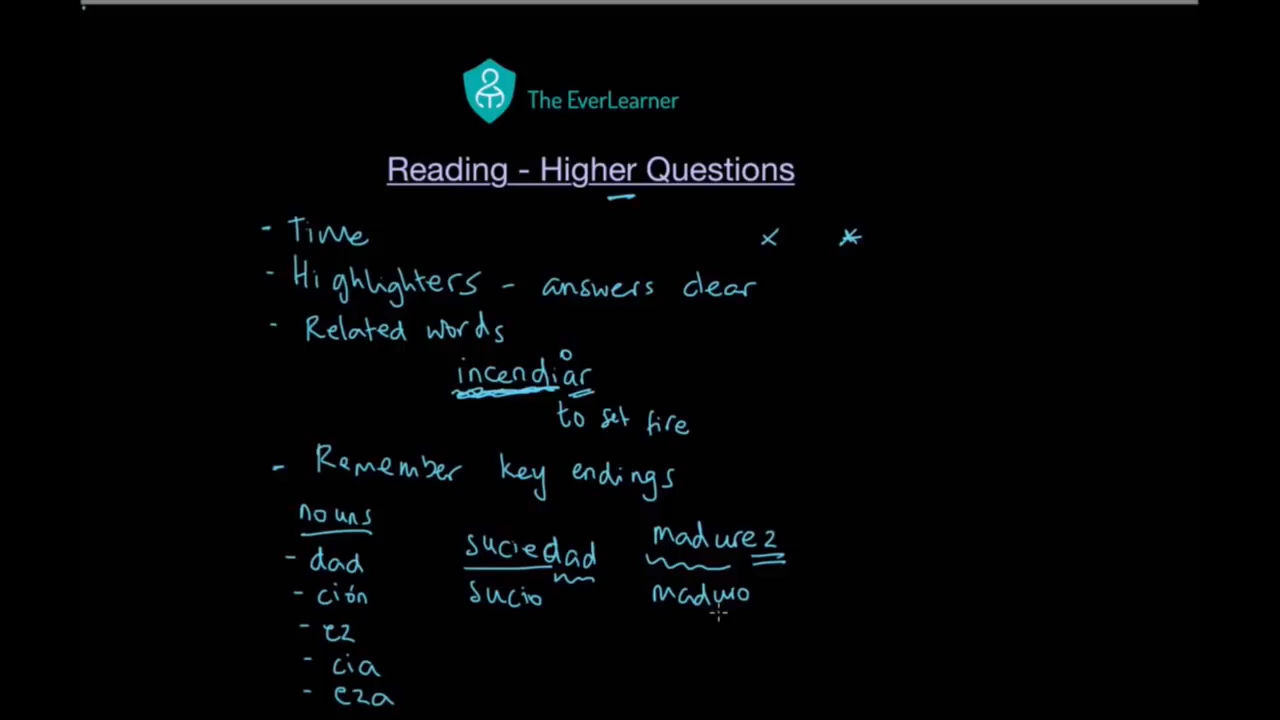 The EverLearner
Reading - Higher Questions
- Time x *
- Highlighters - answers clear
- Related words
o
incendiar
to set fire
- Remember key endings
nouns
- dad suciedad madurez
- ción sucio maduro
- ez
- cia
- eza